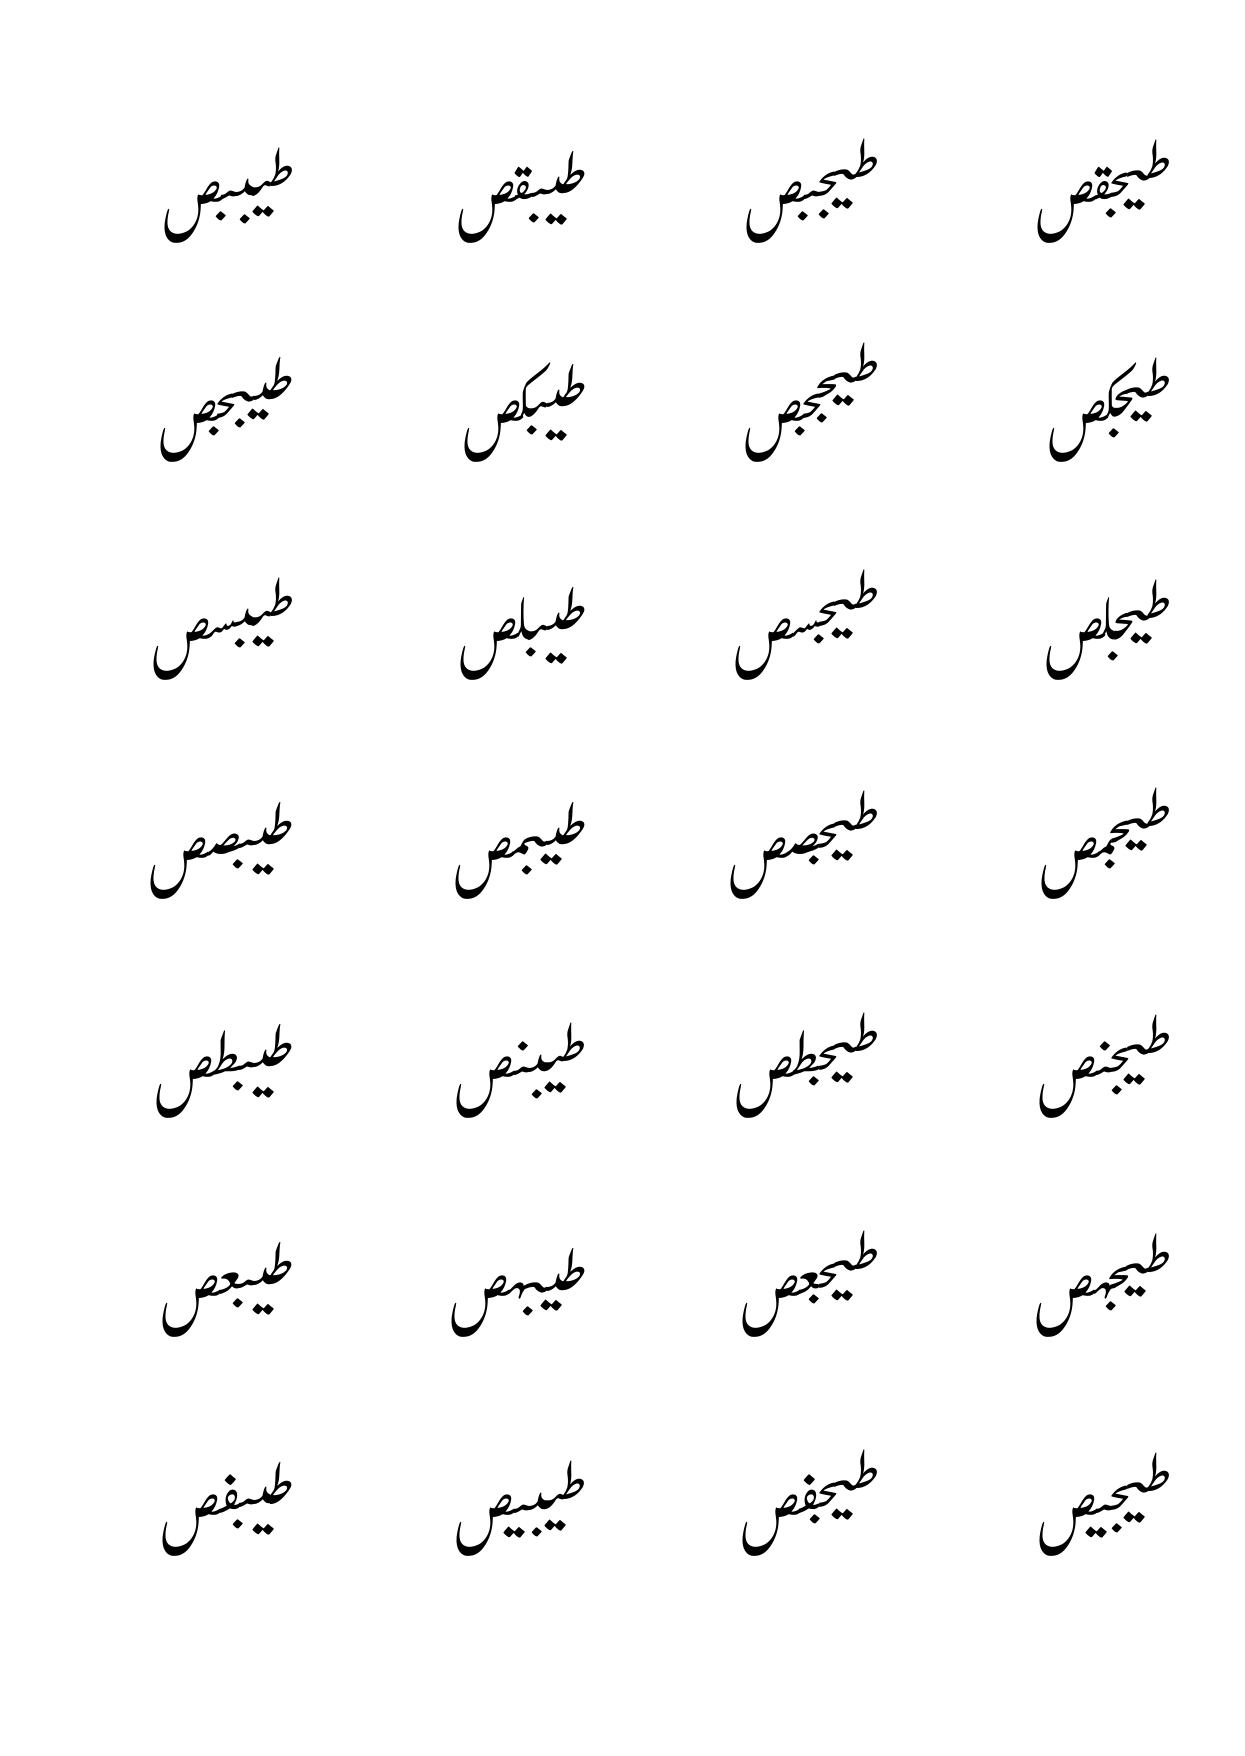 طيجقص طيجبص طيبقص طيببص
طيجكص طيججص طيبكص طيبجص
طيجلص طيجسص طيبلص طيبسص
طيجمص طيجصص طيبمص طيبصص
طيجنص طيجطص طيبنص طيبطص
طيجهص طيجعص طيبهص طيبعص
طيجيص طيجفص طيبيص طيبفص